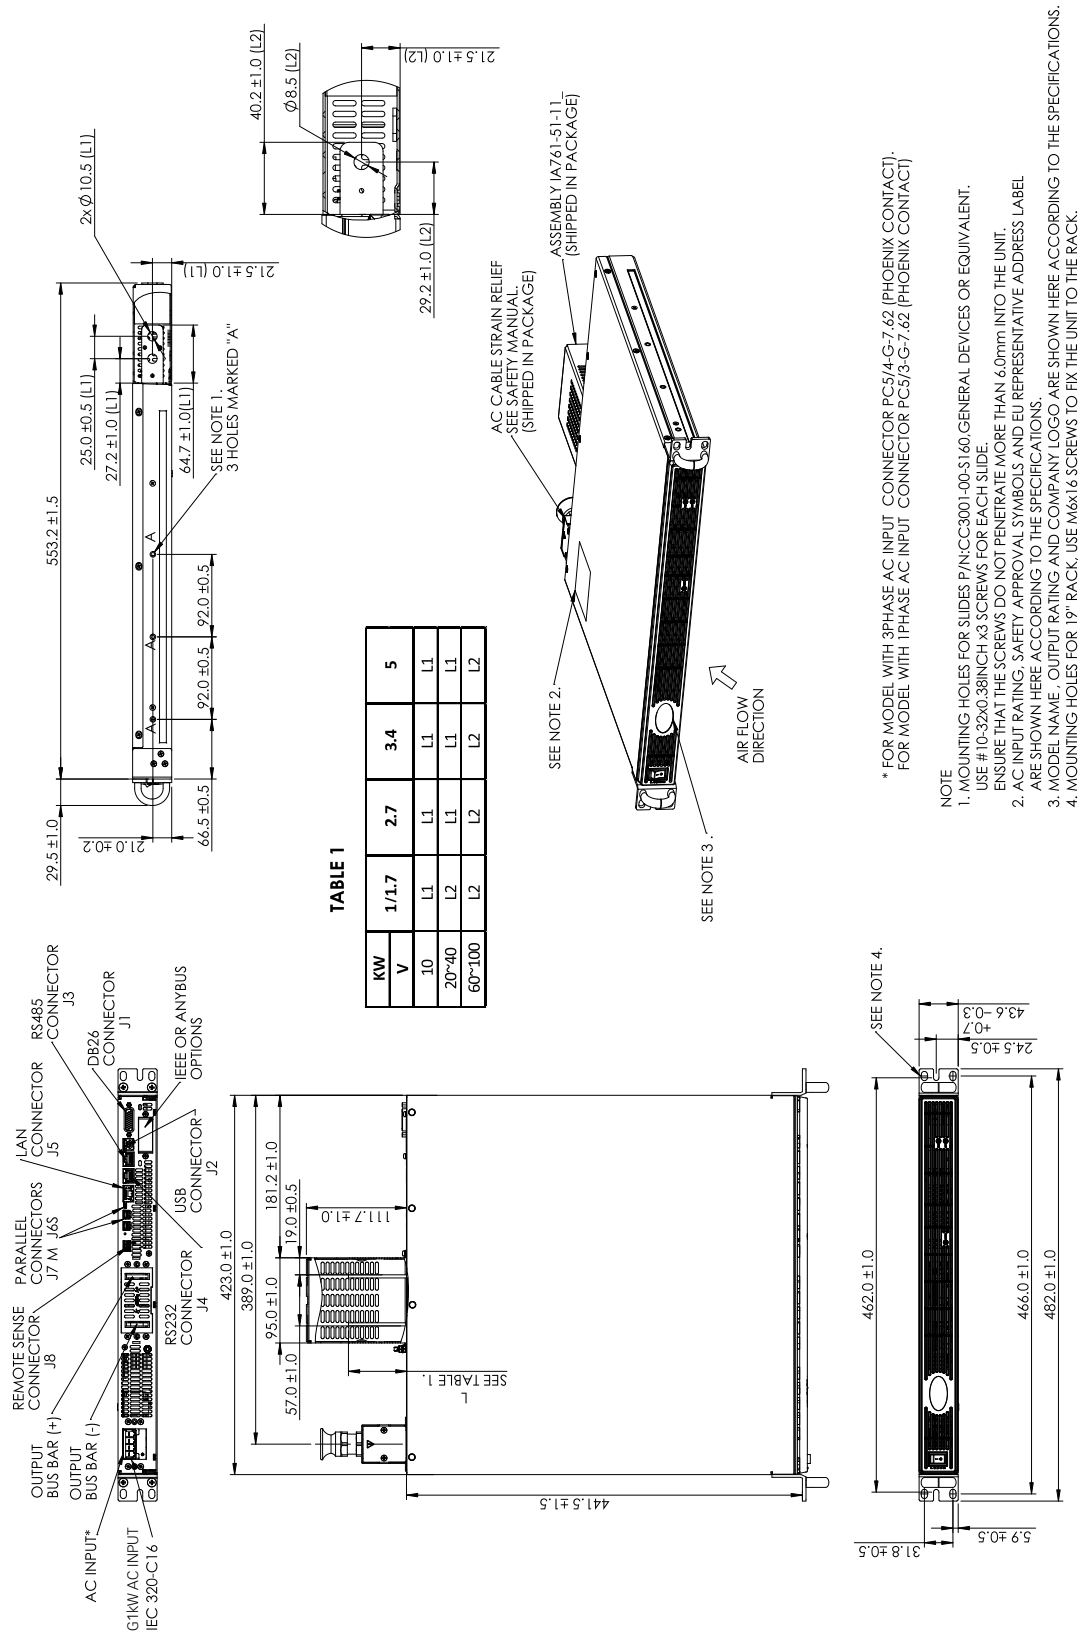 REMOTE SENSE
CONNECTOR
J8
PARALLEL
CONNECTORS
J7 M  J6S
LAN
CONNECTOR
J5
RS485
CONNECTOR
J3
DB26
CONNECTOR
J1
OUTPUT
BUS BAR (+)
OUTPUT
BUS BAR (-)
AC INPUT*
G1kW AC INPUT
IEC 320-C16
RS232
CONNECTOR
J4
USB
CONNECTOR
J2
IEEE OR ANYBUS
OPTIONS
29.5 ±1.0
553.2 ±1.5
21.0 ±0.2
66.5 ±0.5
92.0 ±0.5
92.0 ±0.5
A
A
A
25.0 ±0.5 (L1)
27.2 ±1.0 (L1)
64.7 ±1.0(L1)
2x Ø10.5 (L1)
21.5 ±1.0 (L1)
SEE NOTE 1.
3 HOLES MARKED "A"
40.2 ±1.0 (L2)
Ø8.5 (L2)
21.5 ±1.0 (L2)
29.2 ±1.0 (L2)
423.0 ±1.0
389.0 ±1.0
181.2 ±1.0
19.0 ±0.5
111.7 ±1.0
95.0 ±1.0
57.0 ±1.0
L
SEE TABLE 1.
441.5 ±1.5
TABLE 1
KW 1/1.7 2.7 3.4 5
V
10 L1 L1 L1 L1
20~40 L2 L1 L1 L1
60~100 L2 L2 L2 L2
AC CABLE STRAIN RELIEF
SEE SAFETY MANUAL.
(SHIPPED IN PACKAGE)
ASSEMBLY IA761-51-11_
(SHIPPED IN PACKAGE)
SEE NOTE 2.
SEE NOTE 3 .
AIR FLOW
DIRECTION
SEE NOTE 4.
462.0 ±1.0
466.0 ±1.0
482.0 ±1.0
31.8 ±0.5
5.9 ±0.5
24.5 ±0.5
+0.7
43.6 −0.3
* FOR MODEL WITH 3PHASE AC INPUT  CONNECTOR PC5/4-G-7.62 (PHOENIX CONTACT).
FOR MODEL WITH 1PHASE AC INPUT  CONNECTOR PC5/3-G-7.62 (PHOENIX CONTACT)
NOTE
1. MOUNTING HOLES FOR SLIDES P/N:CC3001-00-S160,GENERAL DEVICES OR EQUIVALENT.
USE #10-32x0.38INCH x3 SCREWS FOR EACH SLIDE.
ENSURE THAT THE SCREWS DO NOT PENETRATE MORE THAN 6.0mm INTO THE UNIT.
2. AC INPUT RATING, SAFETY APPROVAL SYMBOLS AND EU REPRESENTATIVE ADDRESS LABEL
ARE SHOWN HERE ACCORDING TO THE SPECIFICATIONS.
3. MODEL NAME , OUTPUT RATING AND COMPANY LOGO ARE SHOWN HERE ACCORDING TO THE SPECIFICATIONS.
4. MOUNTING HOLES FOR 19" RACK, USE M6x16 SCREWS TO FIX THE UNIT TO THE RACK.